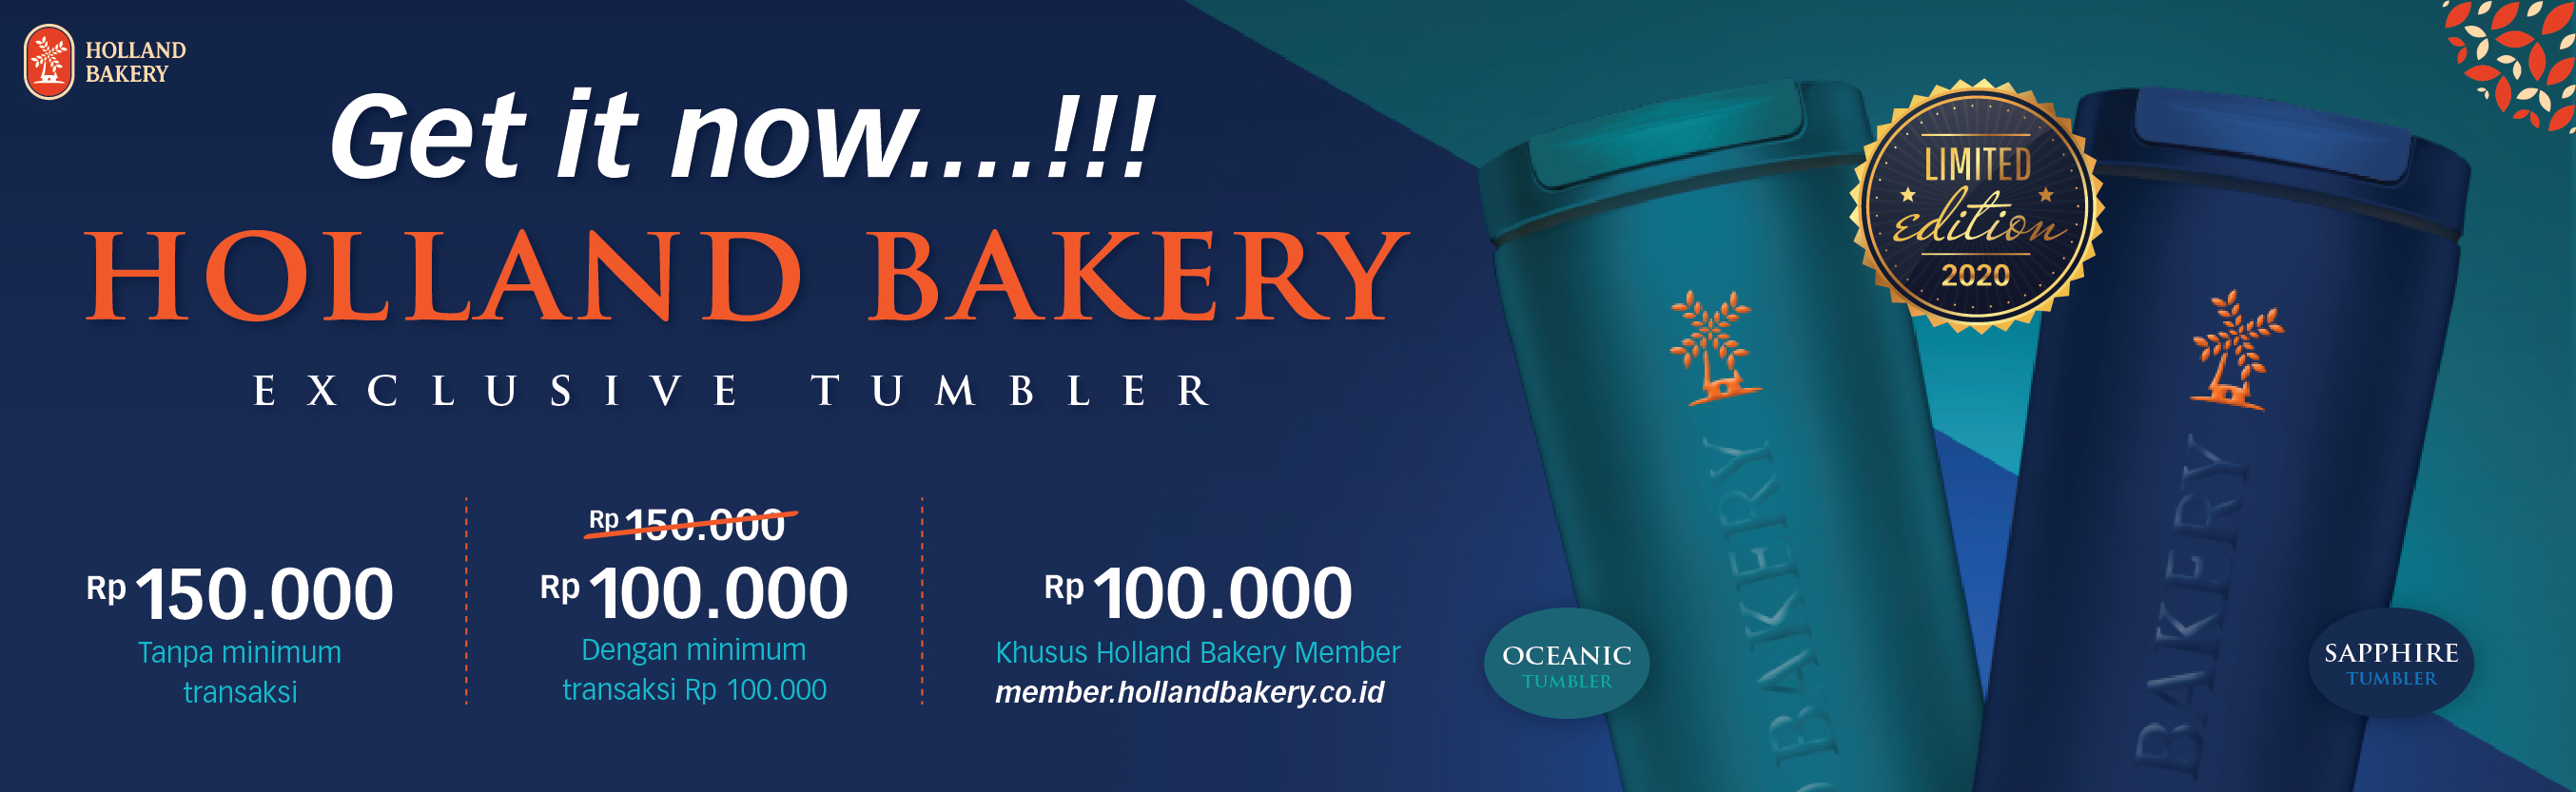 HOLLAND
BAKERY
Get it now....!!!
HOLLAND BAKERY
EXCLUSIVE TUMBLER
Rp 150.000
Tanpa minimum
transaksi
Rp 150.000
Rp 100.000
Dengan minimum
transaksi Rp 100.000
Rp 100.000
Khusus Holland Bakery Member
member.hollandbakery.co.id
LIMITED
edition
2020
BAKERY
BAKERY
OCEANIC
TUMBLER
SAPPHIRE
TUMBLER